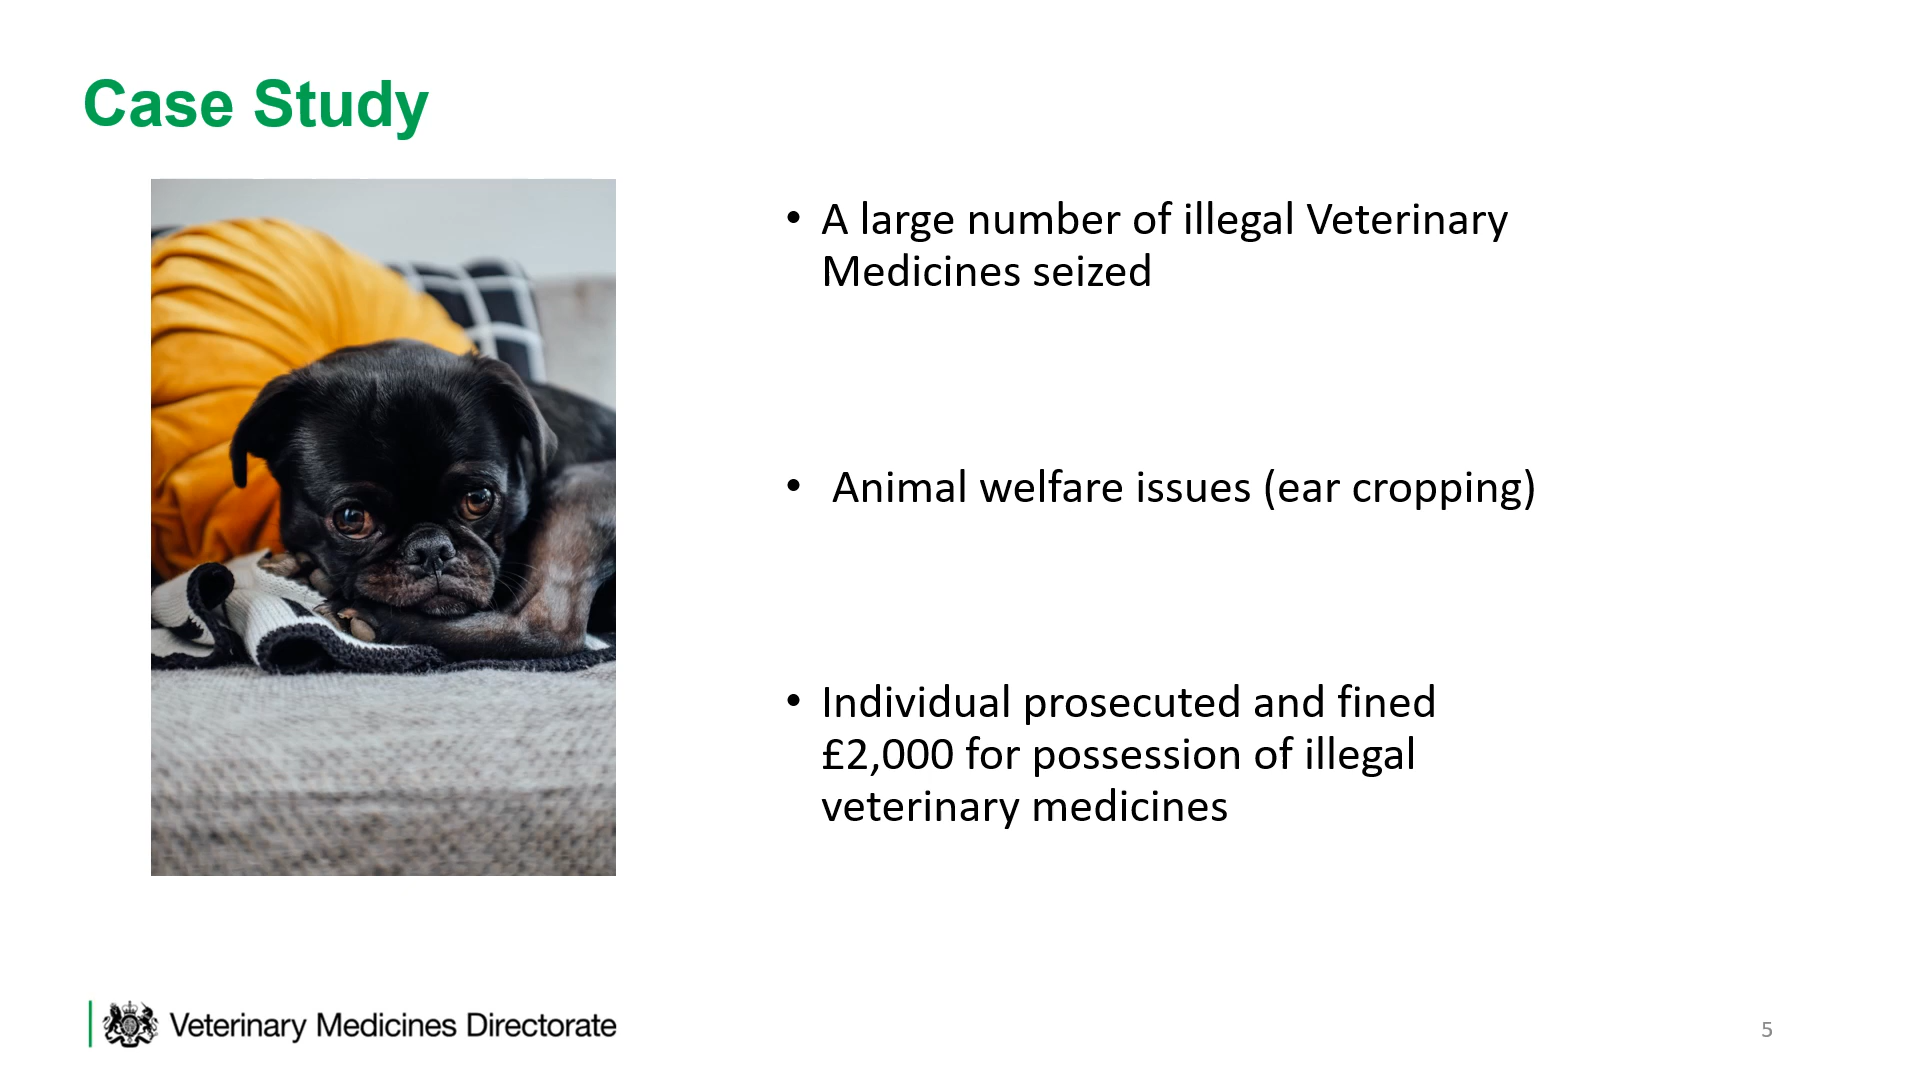 Case Study
• A large number of illegal Veterinary
Medicines seized
• Animal welfare issues (ear cropping)
• Individual prosecuted and fined
£2,000 for possession of illegal
veterinary medicines
Veterinary Medicines Directorate
5